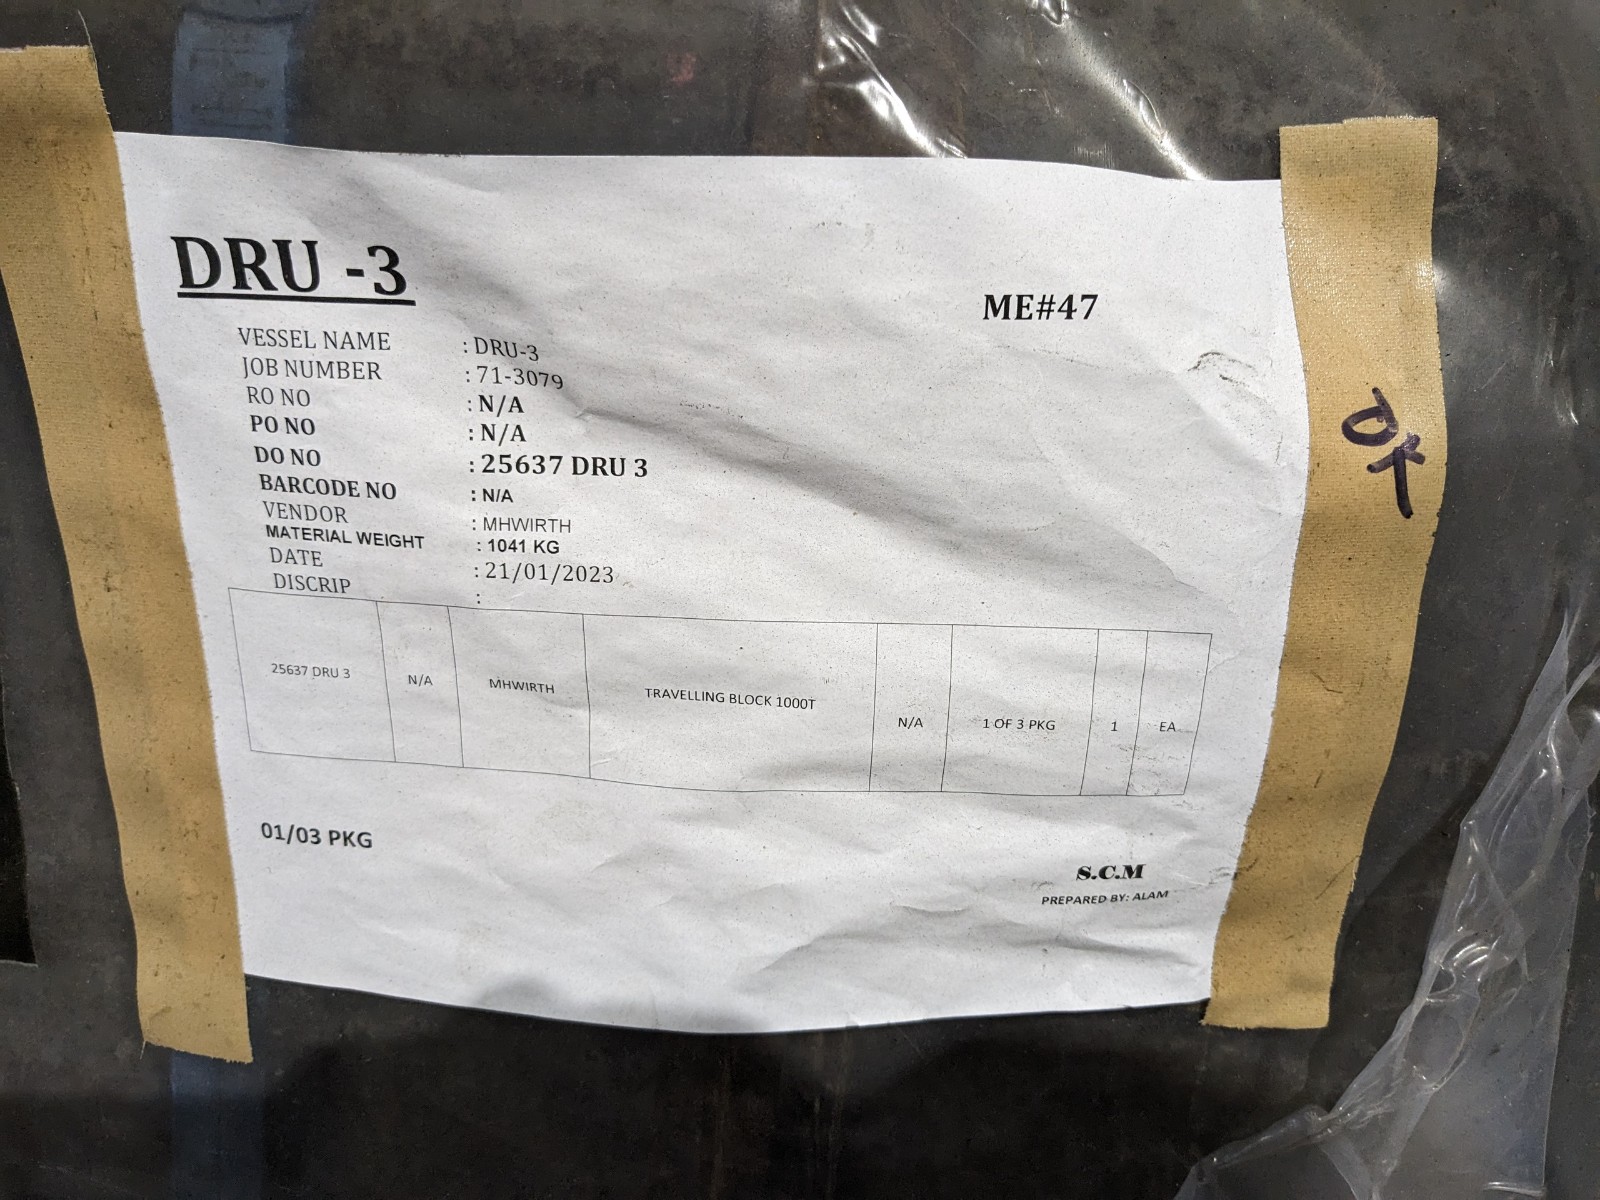 DRU -3
ME#47
VESSEL NAME : DRU-3
JOB NUMBER : 71-3079
RO NO : N/A
PO NO : N/A
DO NO : 25637 DRU 3
BARCODE NO : N/A
VENDOR : MHWIRTH
MATERIAL WEIGHT : 1041 KG
DATE : 21/01/2023
DISCRIP :
25637 DRU 3 N/A MHWIRTH TRAVELLING BLOCK 1000T N/A 1 OF 3 PKG 1 EA
01/03 PKG
S.C.M
PREPARED BY: ALAM
OK